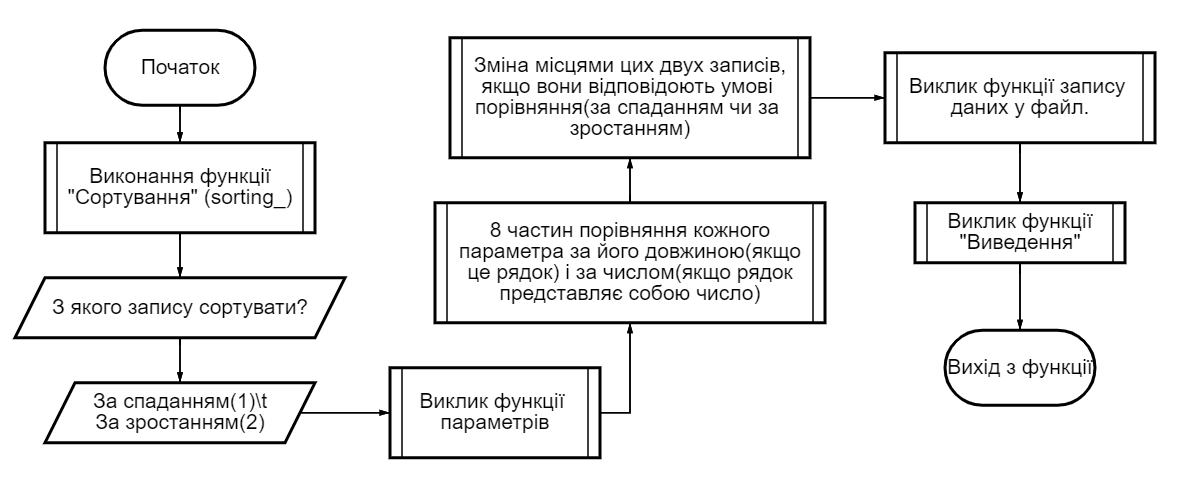 Початок
Виконання функції
"Сортування" (sorting_)
З якого запису сортувати?
За спаданням(1)\t
За зростанням(2)
Виклик функції
параметрів
8 частин порівняння кожного
параметра за його довжиною(якщо
це рядок) і за числом(якщо рядок
представляє собою число)
Зміна місцями цих двух записів,
якщо вони відповідоють умові
порівняння(за спаданням чи за
зростанням)
Виклик функції запису
даних у файл.
Виклик функції
"Виведення"
Вихід з функції